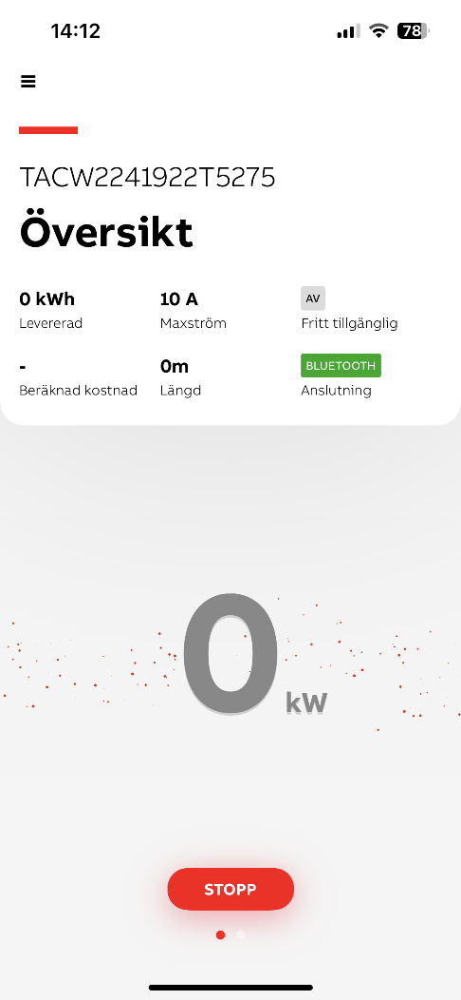 14:12
78
TACW2241922T5275
Översikt
0 kWh
Levererad
10 A
Maxström
AV
Fritt tillgänglig
-
Beräknad kostnad
0m
Längd
BLUETOOTH
Anslutning
0 kW
STOPP